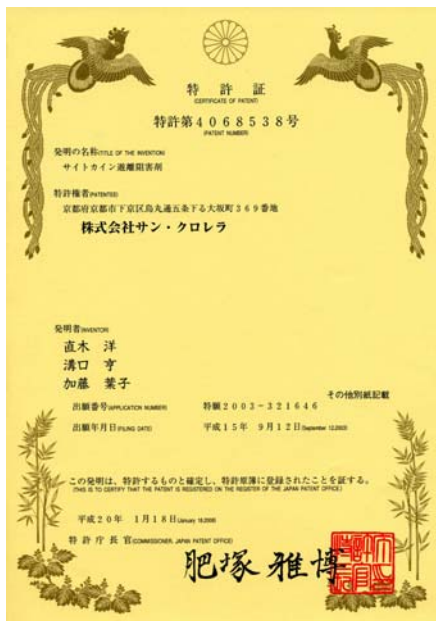 特許証
(CERTIFICATE OF PATENT)
特許第4068538号
(PATENT NUMBER)
発明の名称(TITLE OF THE INVENTION)
サイトカイン遊離阻害剤
特許権者(PATENTEE)
京都府京都市下京区烏丸通五条下る大坂町369番地
株式会社サン・クロレラ
発明者(INVENTOR)
直木 洋
溝口 亨
加藤 葉子
その他別紙記載
出願番号(APPLICATION NUMBER) 特願2003-321646
出願年月日(FILING DATE) 平成15年 9月12日(September 12,2003)
この発明は、特許するものと確定し、特許原簿に登録されたことを証する。
(THIS IS TO CERTIFY THAT THE PATENT IS REGISTERED ON THE REGISTER OF THE JAPAN PATENT OFFICE.)
平成20年 1月18日(January 18,2008)
特許庁長官(COMMISSIONER, JAPAN PATENT OFFICE)
肥塚雅博